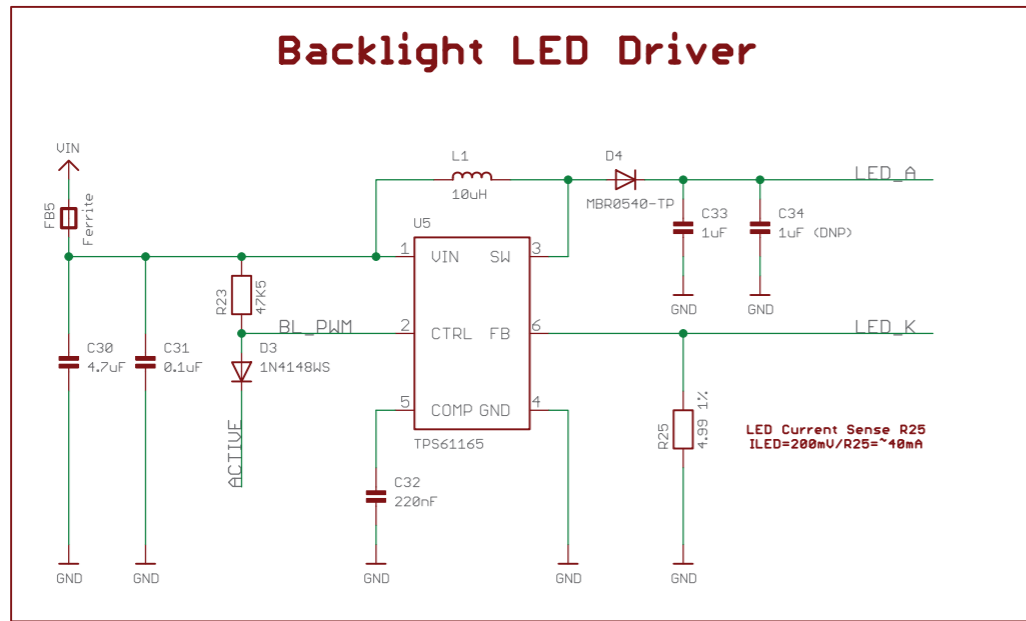 Backlight LED Driver
VIN
FB5
Ferrite
L1
10uH
D4
MBR0540-TP
LED_A
C33
1uF
C34
1uF (DNP)
GND
GND
U5
1
VIN
SW
3
R23
47K5
BL_PWM
2
CTRL
FB
6
LED_K
C30
4.7uF
C31
0.1uF
D3
1N4148WS
ACTIVE
5
COMP
GND
4
TPS61165
R25
4.99 1%
LED Current Sense R25
ILED=200mV/R25=~40mA
C32
220nF
GND
GND
GND
GND
GND